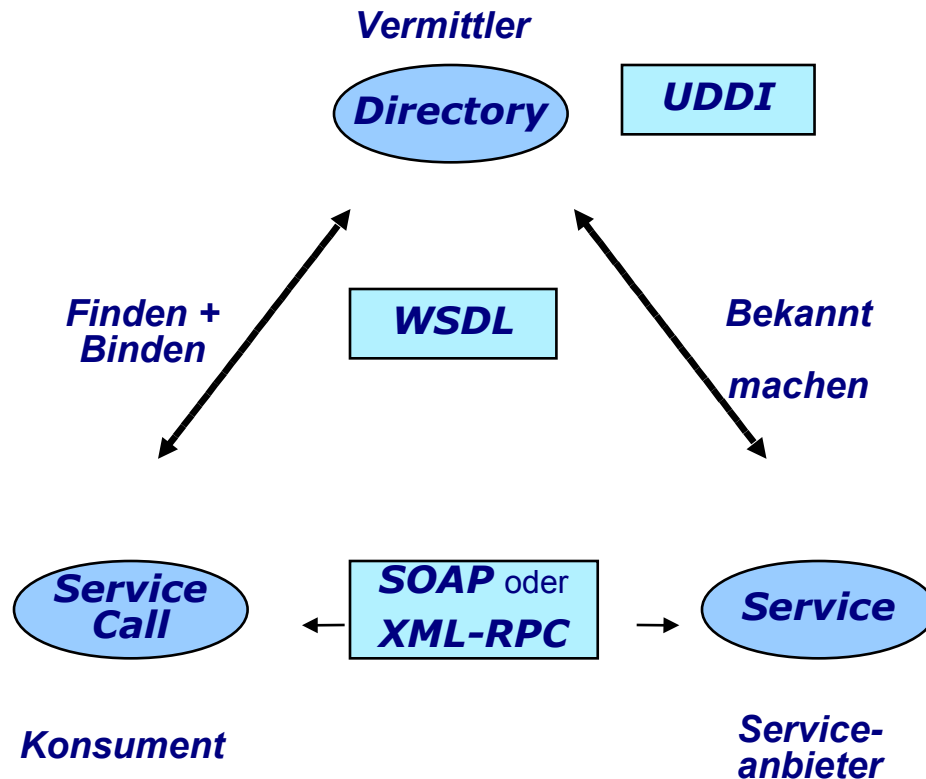 Vermittler
Directory
UDDI
Finden +
Binden
WSDL
Bekannt
machen
Service
Call
SOAP oder
XML-RPC
Service
Konsument
Service-
anbieter